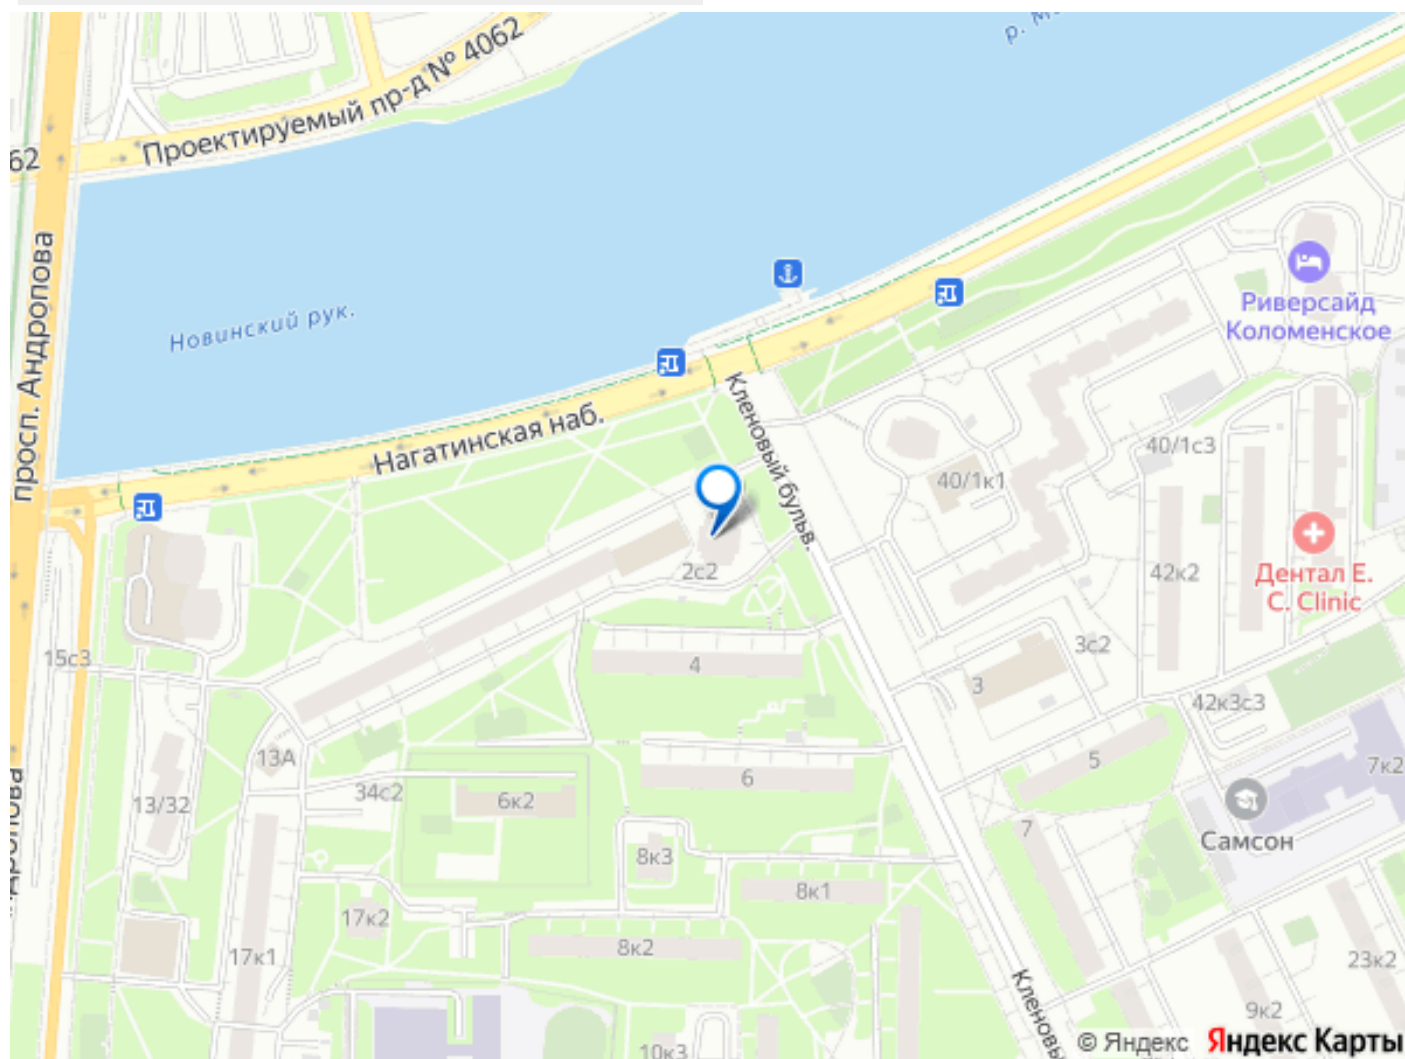 р. Мо
Проектируемый пр-д № 4062
62
просп. Андропова
Новинский рук.
Риверсайд
Коломенское
Кленовый бульв.
Нагатинская наб.
40/1с3
40/1к1
2с2
42к2
Дентал Е.
С. Clinic
15с3
4
3с2
3
42к3с3
13А
5
6
7к2
34с2
13/32
6к2
Самсон
7
8к3
8к1
17к2
8к2
17к1
23к2
Кленовы
9к2
10к3
дропова
© Яндекс Яндекс Карты